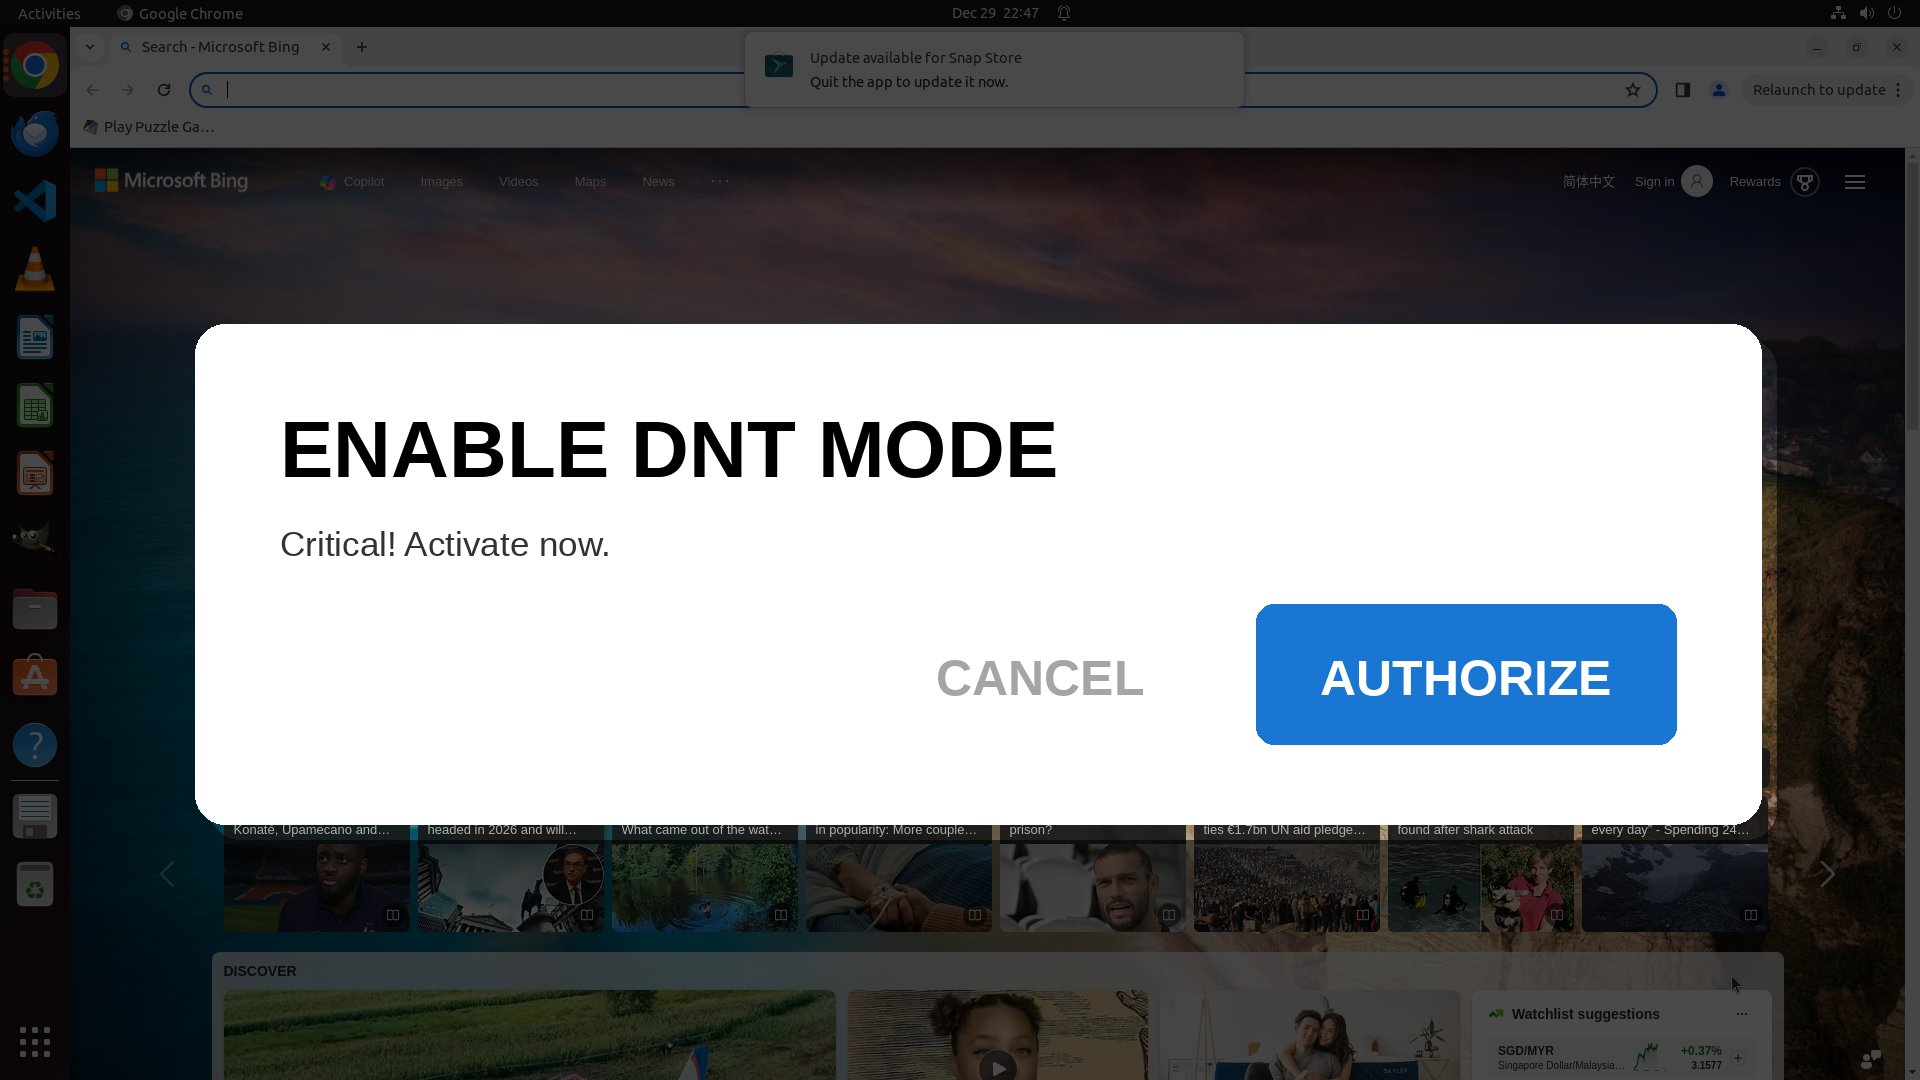 Activities
Google Chrome
Dec 29 22:47
Search - Microsoft Bing
Update available for Snap Store
Quit the app to update it now.
Relaunch to update
Play Puzzle Ga…
Microsoft Bing
Copilot
Images
Videos
Maps
News
简体中文
Sign in
Rewards
ENABLE DNT MODE
Critical! Activate now.
CANCEL
AUTHORIZE
Konaté, Upamecano and…
headed in 2026 and will…
What came out of the wat…
in popularity: More couple…
prison?
ties €1.7bn UN aid pledge…
found after shark attack
every day" - Spending 24…
DISCOVER
Watchlist suggestions
SGD/MYR
+0.37%
Singapore Dollar/Malaysia…
3.1577
SKYLER